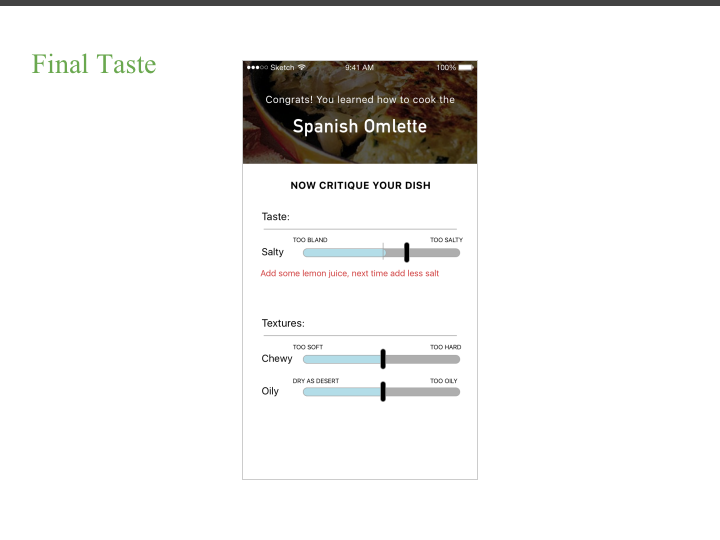 Final Taste
Sketch 9:41 AM 100%
Congrats! You learned how to cook the
Spanish Omlette
NOW CRITIQUE YOUR DISH
Taste:
TOO BLAND TOO SALTY
Salty
Add some lemon juice, next time add less salt
Textures:
TOO SOFT TOO HARD
Chewy
DRY AS DESERT TOO OILY
Oily